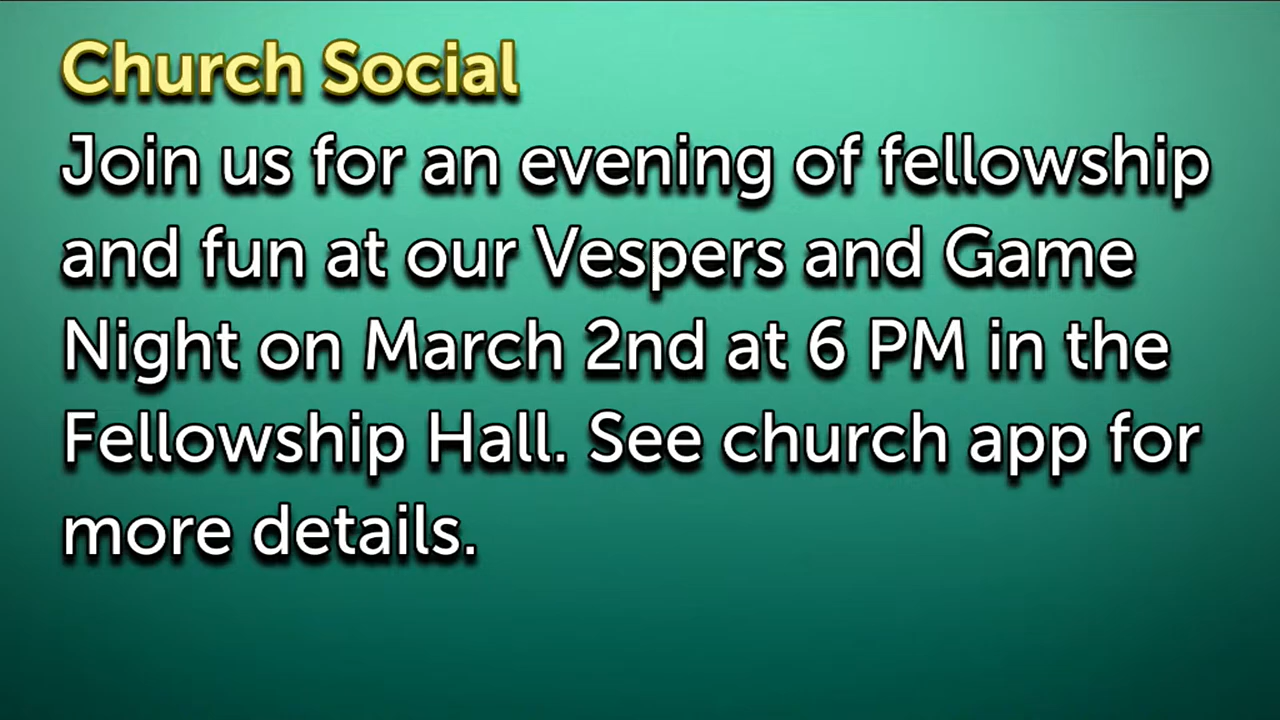 Church Social
Join us for an evening of fellowship
and fun at our Vespers and Game
Night on March 2nd at 6 PM in the
Fellowship Hall. See church app for
more details.